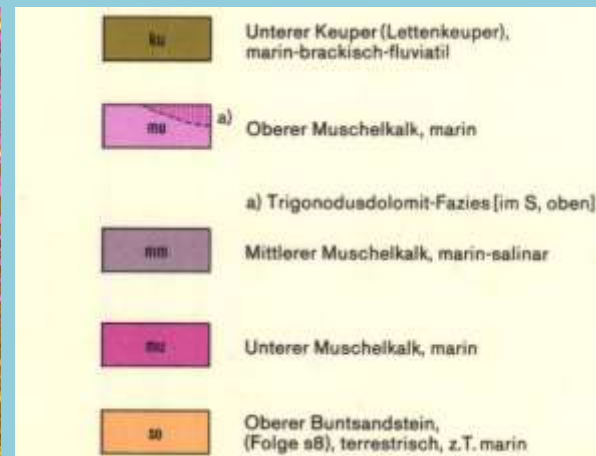 ku
Unterer Keuper (Lettenkeuper),
marin-brackisch-fluviatil
mo
a)
Oberer Muschelkalk, marin
a) Trigonodusdolomit-Fazies [im S, oben]
mm
Mittlerer Muschelkalk, marin-salinar
mu
Unterer Muschelkalk, marin
so
Oberer Buntsandstein,
(Folge s8), terrestrisch, z.T. marin